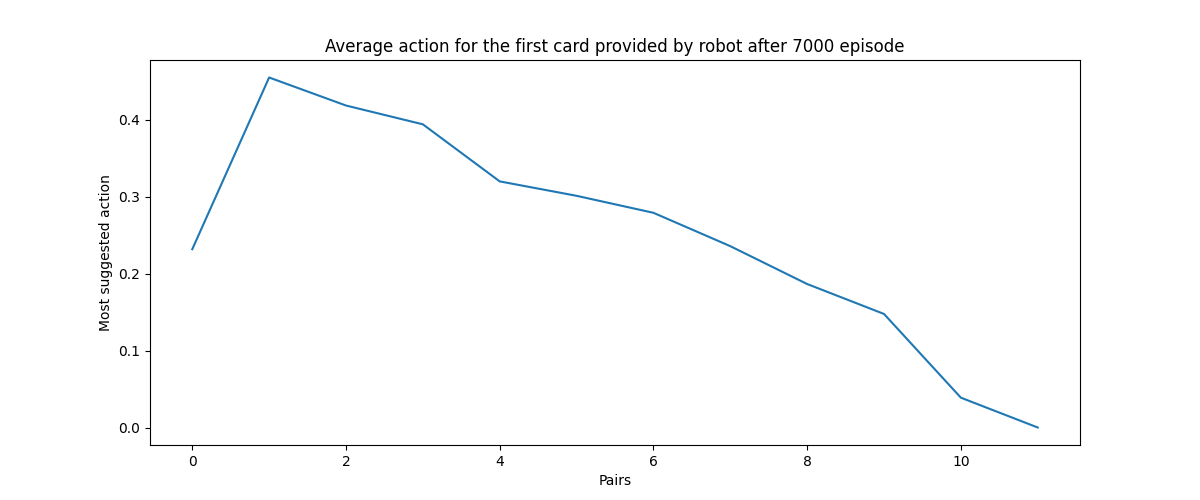 Average action for the first card provided by robot after 7000 episode
Most suggested action
0.4
0.3
0.2
0.1
0.0
0 2 4 6 8 10
Pairs